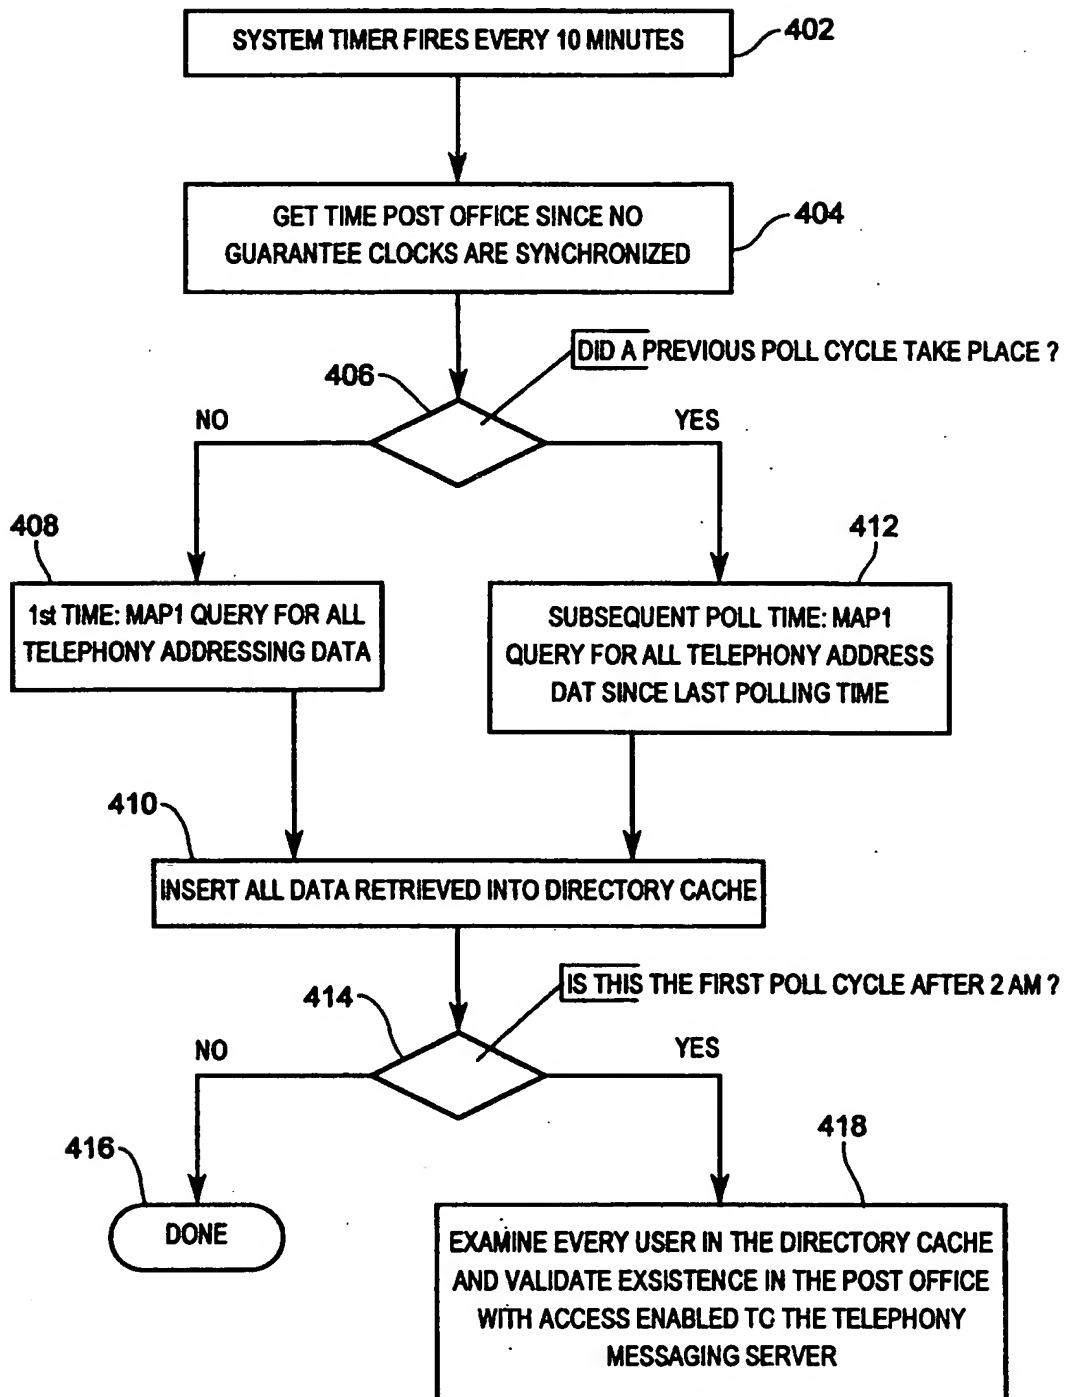 SYSTEM TIMER FIRES EVERY 10 MINUTES
402
GET TIME POST OFFICE SINCE NO
GUARANTEE CLOCKS ARE SYNCHRONIZED
404
DID A PREVIOUS POLL CYCLE TAKE PLACE ?
406
NO
YES
408
1st TIME: MAP1 QUERY FOR ALL
TELEPHONY ADDRESSING DATA
412
SUBSEQUENT POLL TIME: MAP1
QUERY FOR ALL TELEPHONY ADDRESS
DAT SINCE LAST POLLING TIME
410
INSERT ALL DATA RETRIEVED INTO DIRECTORY CACHE
IS THIS THE FIRST POLL CYCLE AFTER 2 AM ?
414
NO
YES
416
DONE
418
EXAMINE EVERY USER IN THE DIRECTORY CACHE
AND VALIDATE EXSISTENCE IN THE POST OFFICE
WITH ACCESS ENABLED TO THE TELEPHONY
MESSAGING SERVER